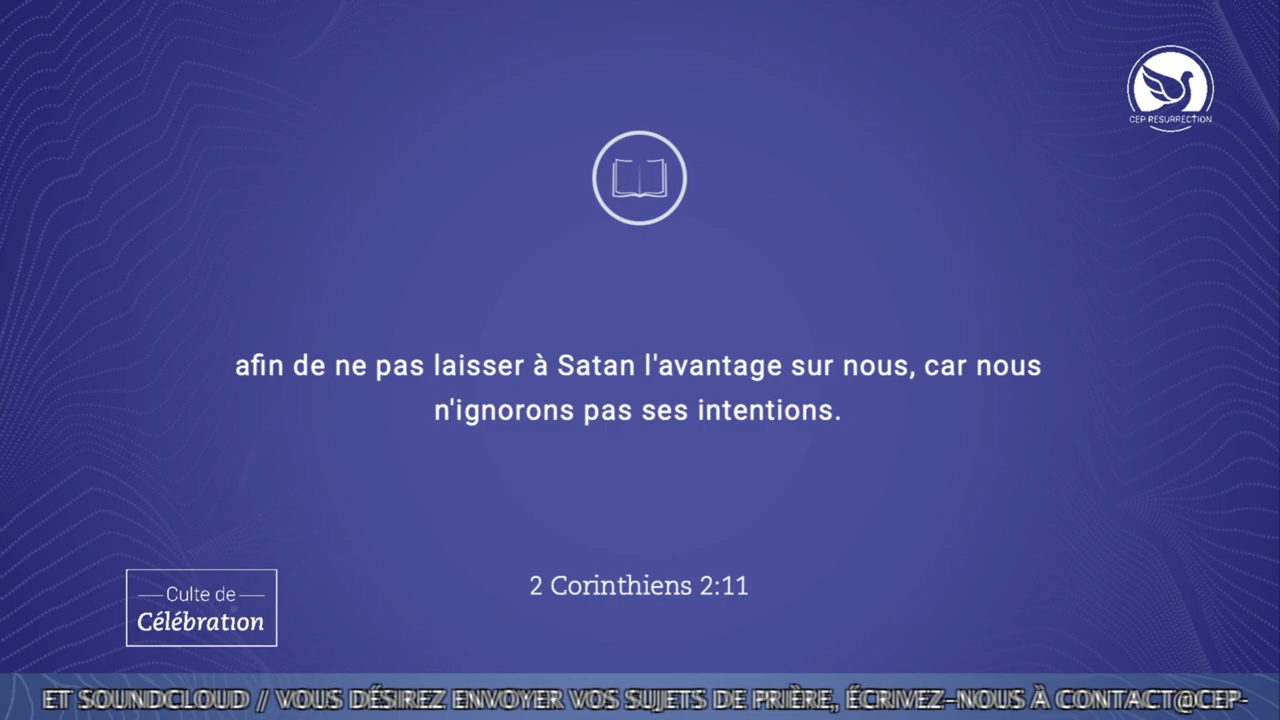 CEP RESURRECTION
afin de ne pas laisser à Satan l'avantage sur nous, car nous
n'ignorons pas ses intentions.
2 Corinthiens 2:11
Culte de
Célébration
ET SOUNDCLOUD / VOUS DÉSIREZ ENVOYER VOS SUJETS DE PRIÈRE, ÉCRIVEZ-NOUS À CONTACT@CEP-